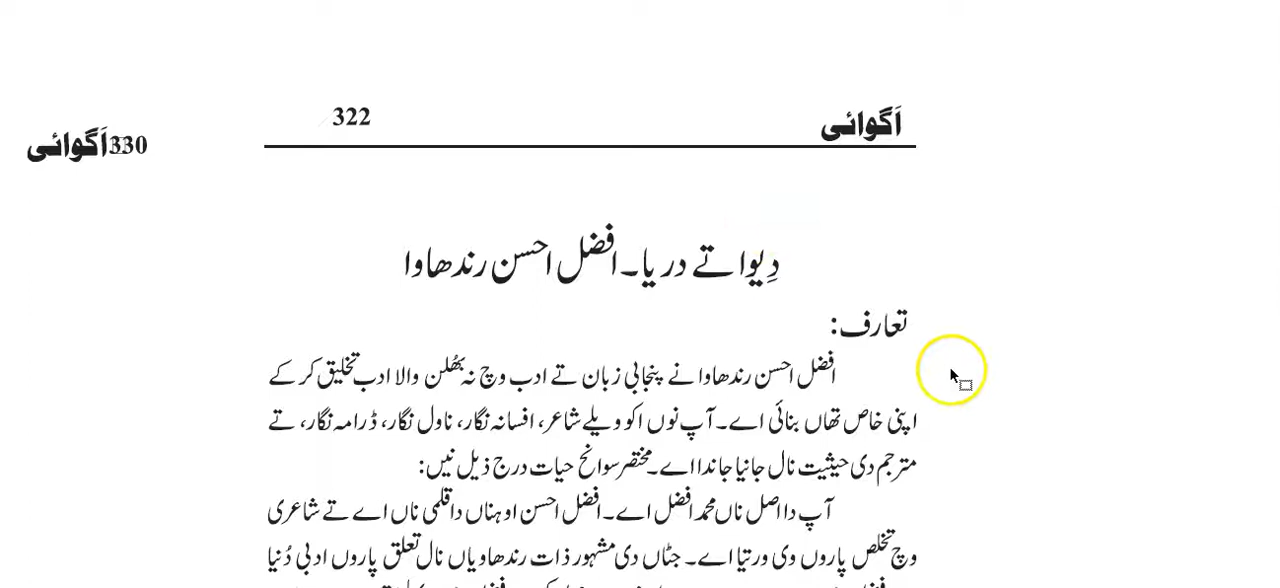 اَگوائی 322
اَگوائی 330
دِیوا تے دریا۔ افضل احسن رندھاوا
تعارف:
افضل احسن رندھاوا نے پنجابی زبان تے ادب وچ نہ بھُلن والا ادب تخلیق کر کے
اپنی خاص تھاں بنائی اے۔ آپ نوں اکو ویلے شاعر، افسانہ نگار، ناول نگار، ڈرامہ نگار، تے
مترجم دی حیثیت نال جانیا جاندا اے۔ مختصر سوانح حیات درج ذیل نیں:
آپ دا اصل ناں محمد افضل اے۔ افضل احسن اوہناں دا قلمی ناں اے تے شاعری
وچ تخلص پاروں وی ورتیا اے۔ جٹاں دی مشہور ذات رندھاویاں نال تعلق پاروں ادبی دُنیا